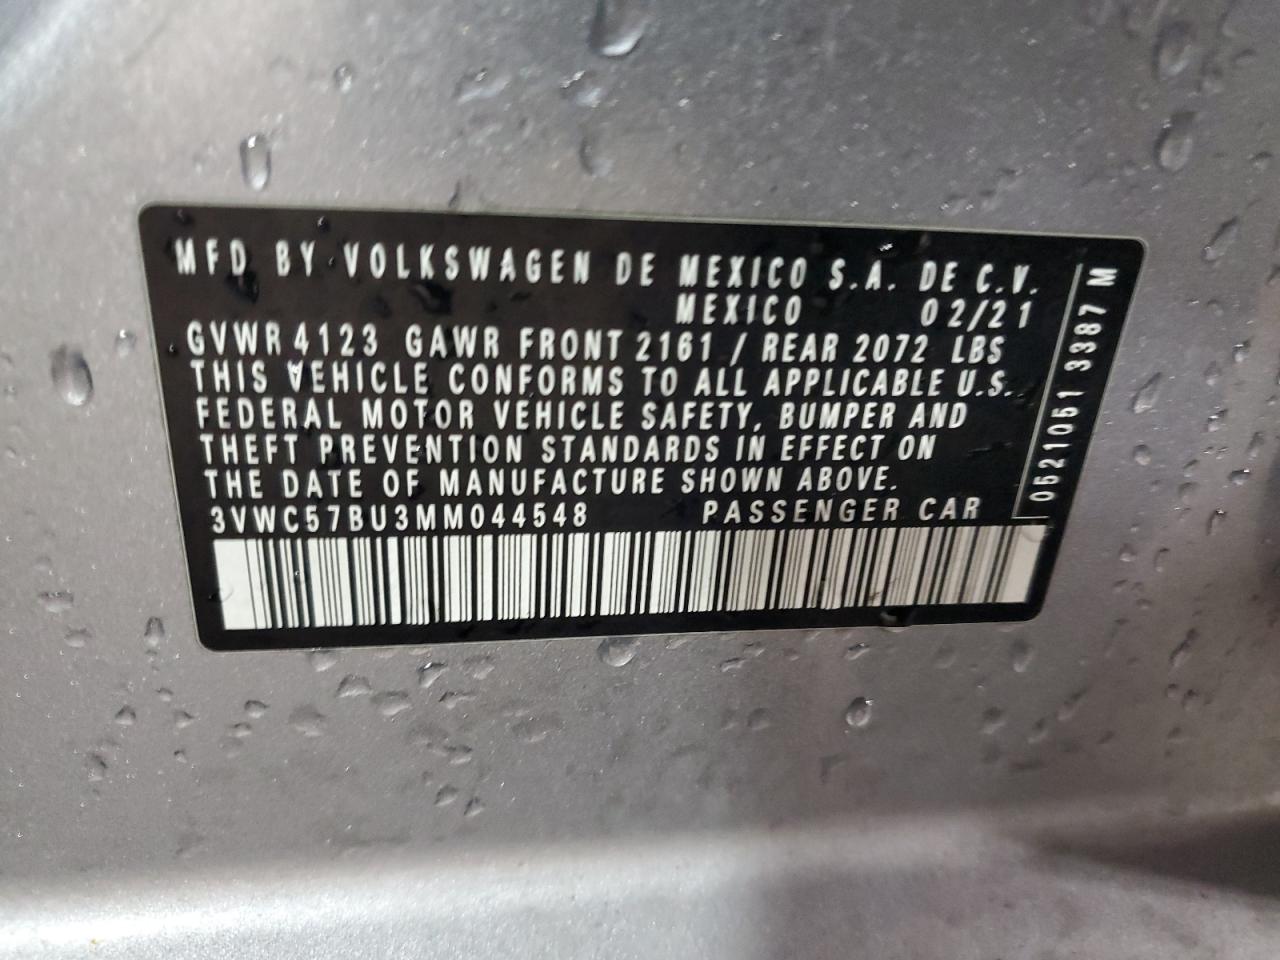 MFD BY VOLKSWAGEN DE MEXICO S.A. DE C.V.
MEXICO 02/21
GVWR 4123 GAWR FRONT 2161 / REAR 2072 LBS
THIS VEHICLE CONFORMS TO ALL APPLICABLE U.S.
FEDERAL MOTOR VEHICLE SAFETY, BUMPER AND
THEFT PREVENTION STANDARDS IN EFFECT ON
THE DATE OF MANUFACTURE SHOWN ABOVE.
3VWC57BU3MM044548 PASSENGER CAR
0521051 3387 M